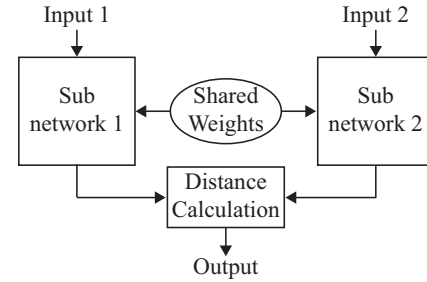 Input 1
Input 2
Sub
network 1
Shared
Weights
Sub
network 2
Distance
Calculation
Output